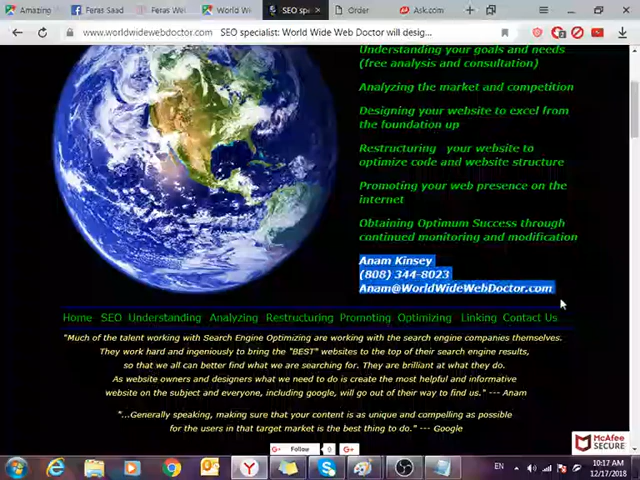 Amazing
Feras Saad
Feras Wel
World Wi
SEO spe
Order
Ask.com
www.worldwidewebdoctor.com
SEO specialist: World Wide Web Doctor will desig...
Understanding your goals and needs
(free analysis and consultation)
Analyzing the market and competition
Designing your website to excel from
the foundation up
Restructuring your website to
optimize code and website structure
Promoting your web presence on the
internet
Obtaining Optimum Success through
continued monitoring and modification
Anam Kinsey
(808) 344-8023
Anam@WorldWideWebDoctor.com
Home SEO Understanding Analyzing Restructuring Promoting Optimizing Linking Contact Us
"Much of the talent working with Search Engine Optimizing are working with the search engine companies themselves.
They work hard and ingeniously to bring the "BEST" websites to the top of their search engine results,
so that we all can better find what we are searching for. They are brilliant at what they do.
As website owners and designers what we need to do is create the most helpful and informative
website on the subject and everyone, including google, will go out of their way to find us." --- Anam
"...Generally speaking, making sure that your content is as unique and compelling as possible
for the users in that target market is the best thing to do." --- Google
G+ Follow 0 G+
McAfee
SECURE
EN
10:17 AM
12/17/2018